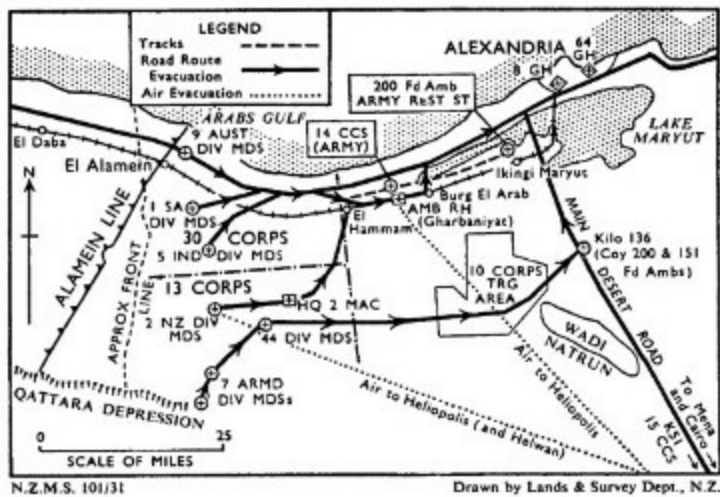 LEGEND
Tracks
Road Route
Evacuation
Air Evacuation
ALEXANDRIA
64
GH
8 GH
200 Fd Amb
ARMY REST ST
ARABS GULF
9 AUST
DIV MDS
14 CCS
(ARMY)
LAKE
MARYUT
El Daba
El Alamein
Ikingi Maryut
Burg El Arab
AMB RH
(Gharbaniyat)
El
Hammam
N
1 SA
DIV MDS
30 CORPS
5 IND DIV MDS
ALAMEIN LINE
APPROX FRONT
LINE
13 CORPS
HQ 2 MAC
2 NZ DIV
MDS
44 DIV MDS
10 CORPS
TRG
AREA
MAIN DESERT ROAD
Kilo 136
(Coy 200 & 151
Fd Ambs)
WADI
NATRUN
7 ARMD
DIV MDSs
QATTARA DEPRESSION
Air to Heliopolis
Air to Heliopolis (and Helwan)
To Mena
and Cairo
K51
15 CCS
0 25
SCALE OF MILES
N.Z.M.S. 101/31
Drawn by Lands & Survey Dept., N.Z.